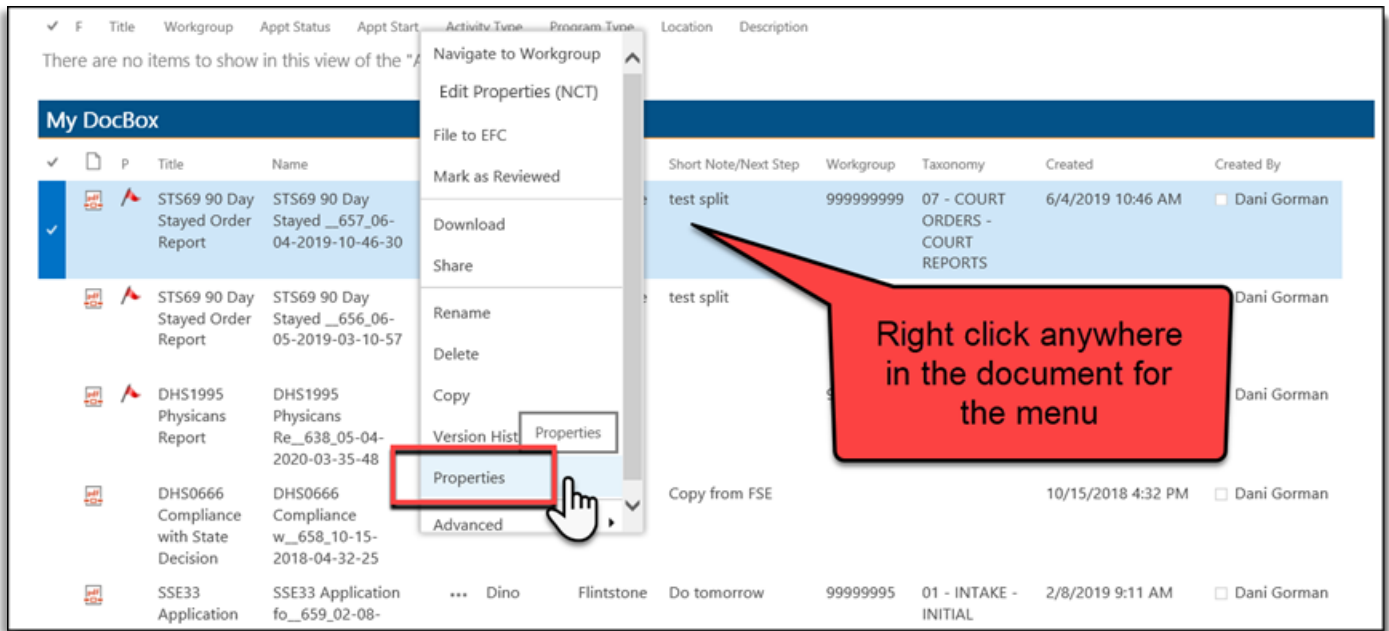 F Title Workgroup Appt Status Appt Start Activity Type Program Type Location Description
There are no items to show in this view of the "A
My DocBox
P Title Name Short Note/Next Step Workgroup Taxonomy Created Created By
Navigate to Workgroup
Edit Properties (NCT)
File to EFC
Mark as Reviewed
Download
Share
Rename
Delete
Copy
Version Hist
Properties
Properties
Advanced
pdf STS69 90 Day STS69 90 Day test split 999999999 07 - COURT 6/4/2019 10:46 AM Dani Gorman
Stayed Order Stayed __657_06- ORDERS -
Report 04-2019-10-46-30 COURT
REPORTS
pdf STS69 90 Day STS69 90 Day test split Dani Gorman
Stayed Order Stayed __656_06-
Report 05-2019-03-10-57
Right click anywhere
in the document for
the menu
pdf DHS1995 DHS1995 Dani Gorman
Physicans Physicans
Report Re__638_05-04-
2020-03-35-48
pdf DHS0666 DHS0666 Copy from FSE 10/15/2018 4:32 PM Dani Gorman
Compliance Compliance
with State w__658_10-15-
Decision 2018-04-32-25
pdf SSE33 SSE33 Application ... Dino Flintstone Do tomorrow 99999995 01 - INTAKE - 2/8/2019 9:11 AM Dani Gorman
Application fo__659_02-08- INITIAL